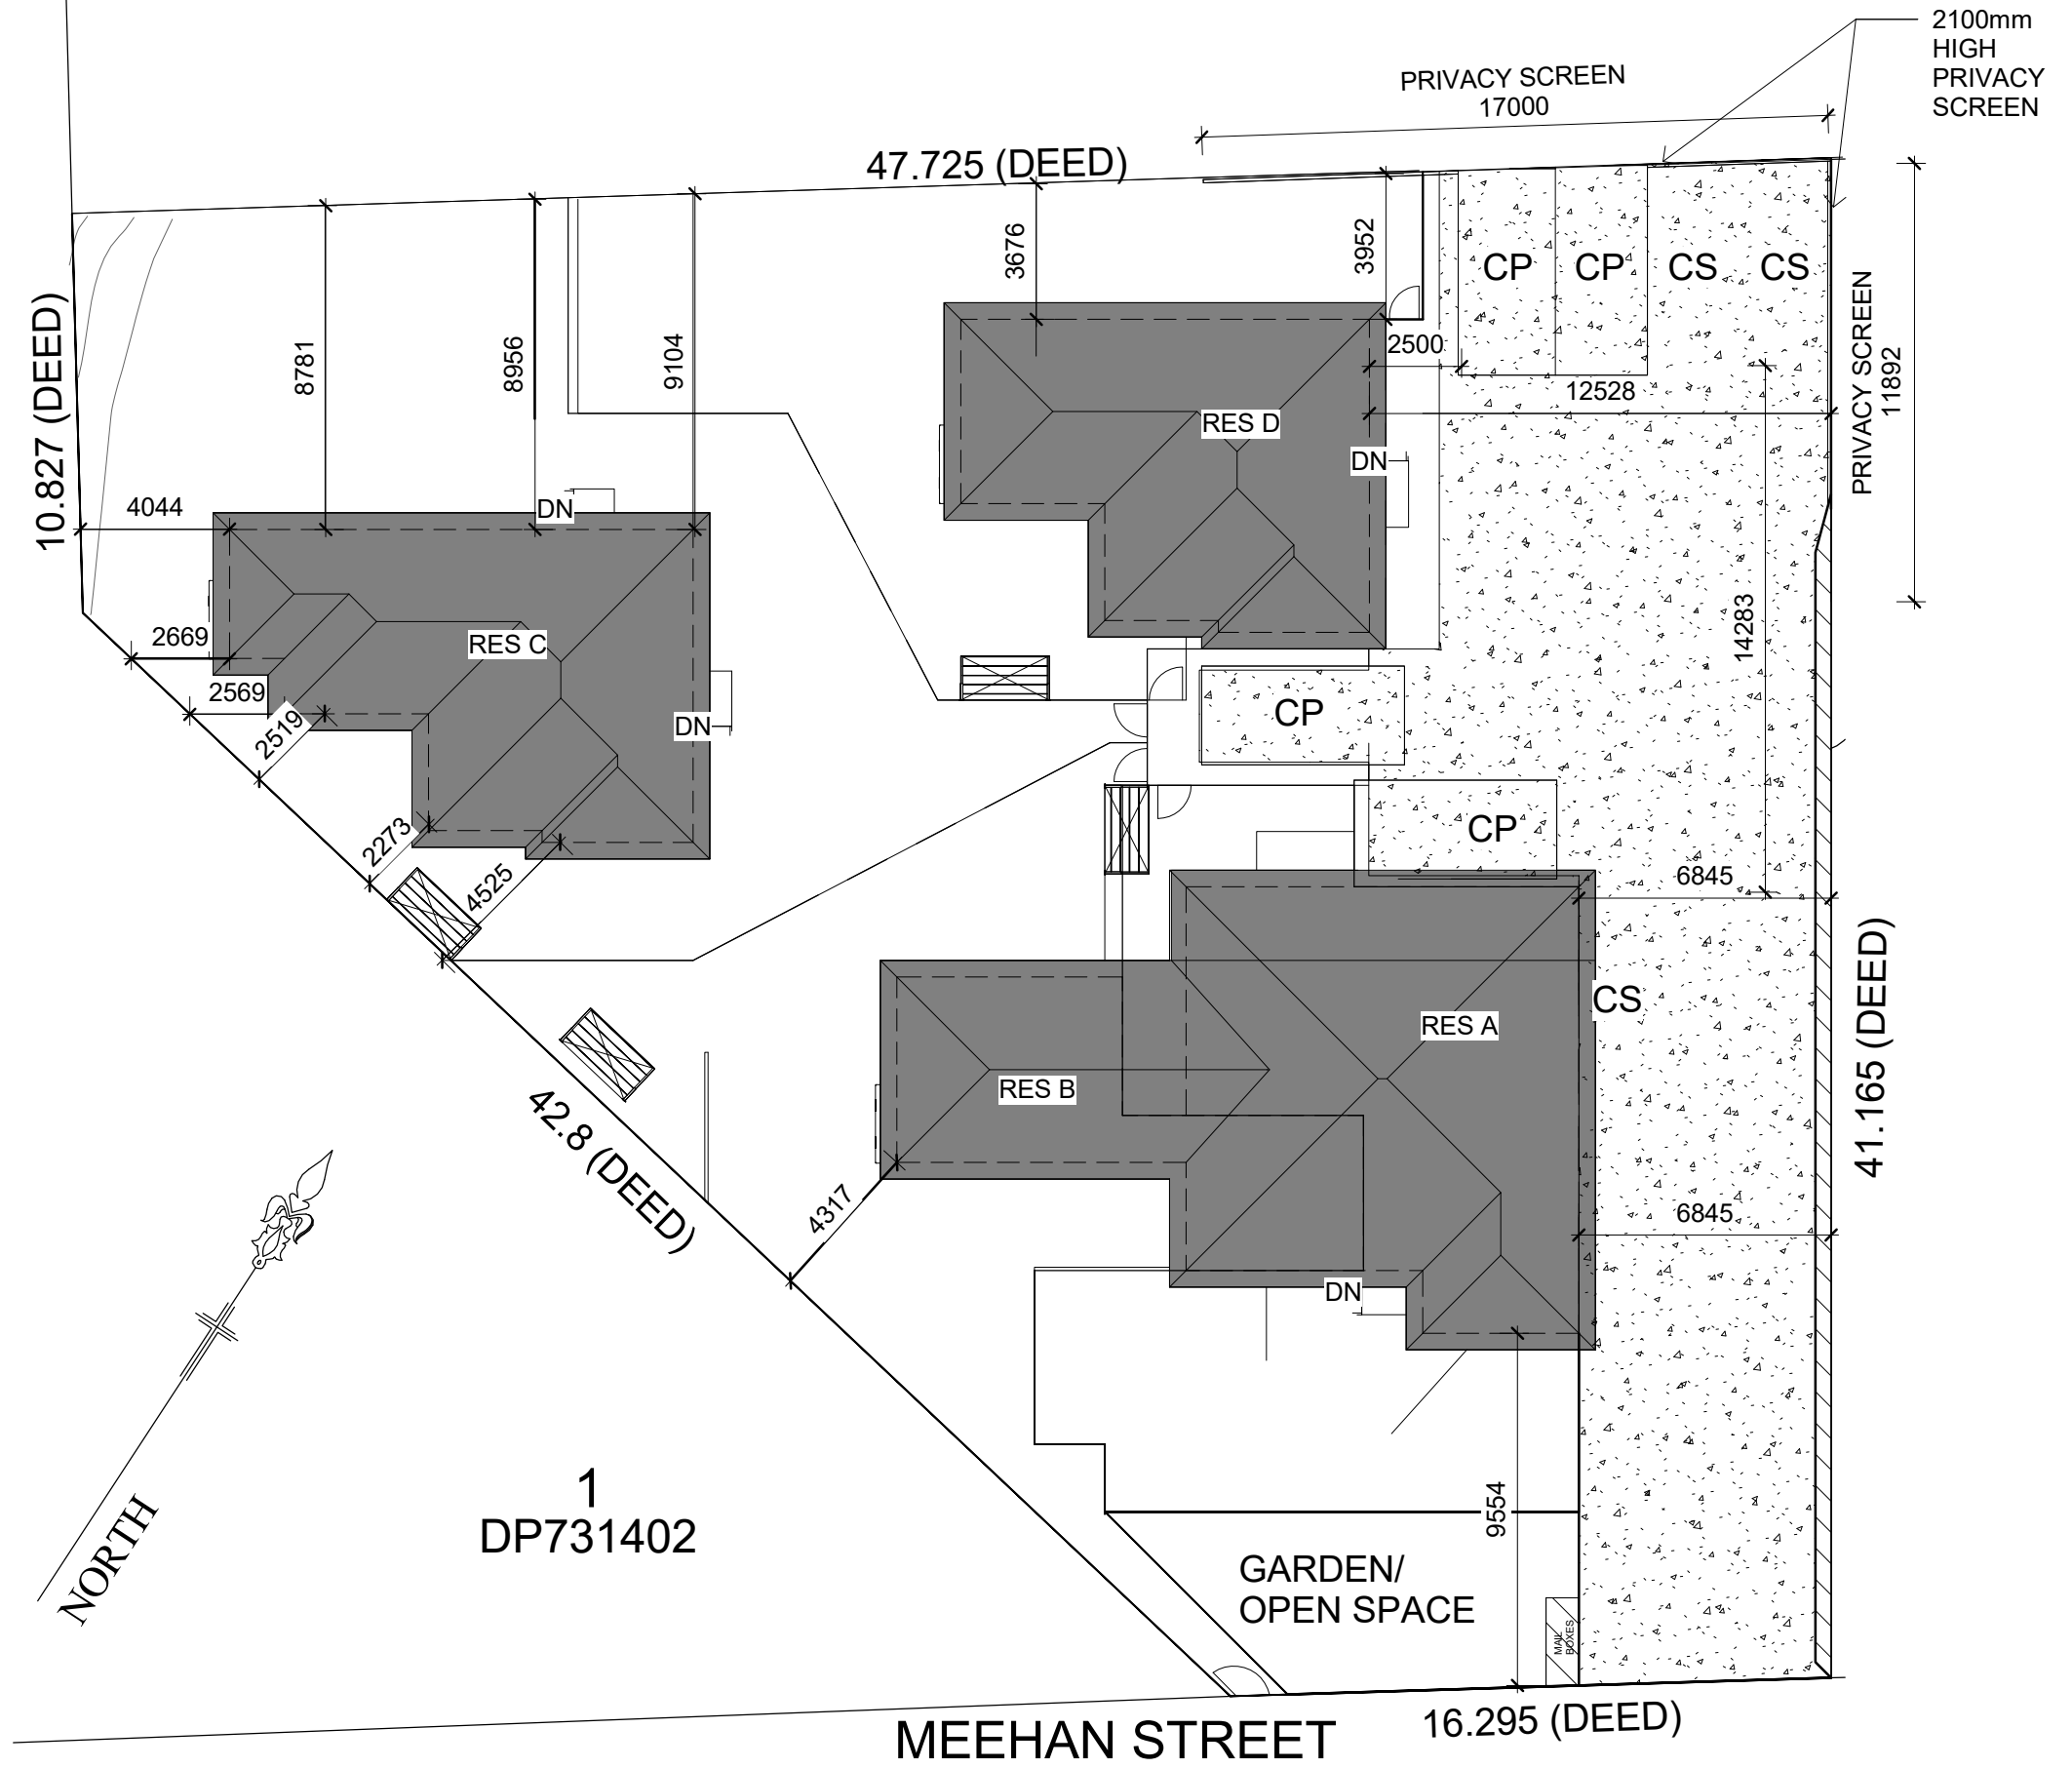 2100mm
HIGH
PRIVACY
SCREEN
PRIVACY SCREEN
17000
47.725 (DEED)
3676
3952
CP
CP
CS
CS
PRIVACY SCREEN
11892
10.827 (DEED)
8781
8956
9104
2500
12528
RES D
DN
4044
DN
14283
2669
RES C
2569
2519
DN
CP
2273
4525
CP
6845
CS
RES A
RES B
41.165 (DEED)
42.8 (DEED)
4317
6845
DN
NORTH
1
DP731402
9554
GARDEN/
OPEN SPACE
MAIL
BOXES
16.295 (DEED)
MEEHAN STREET